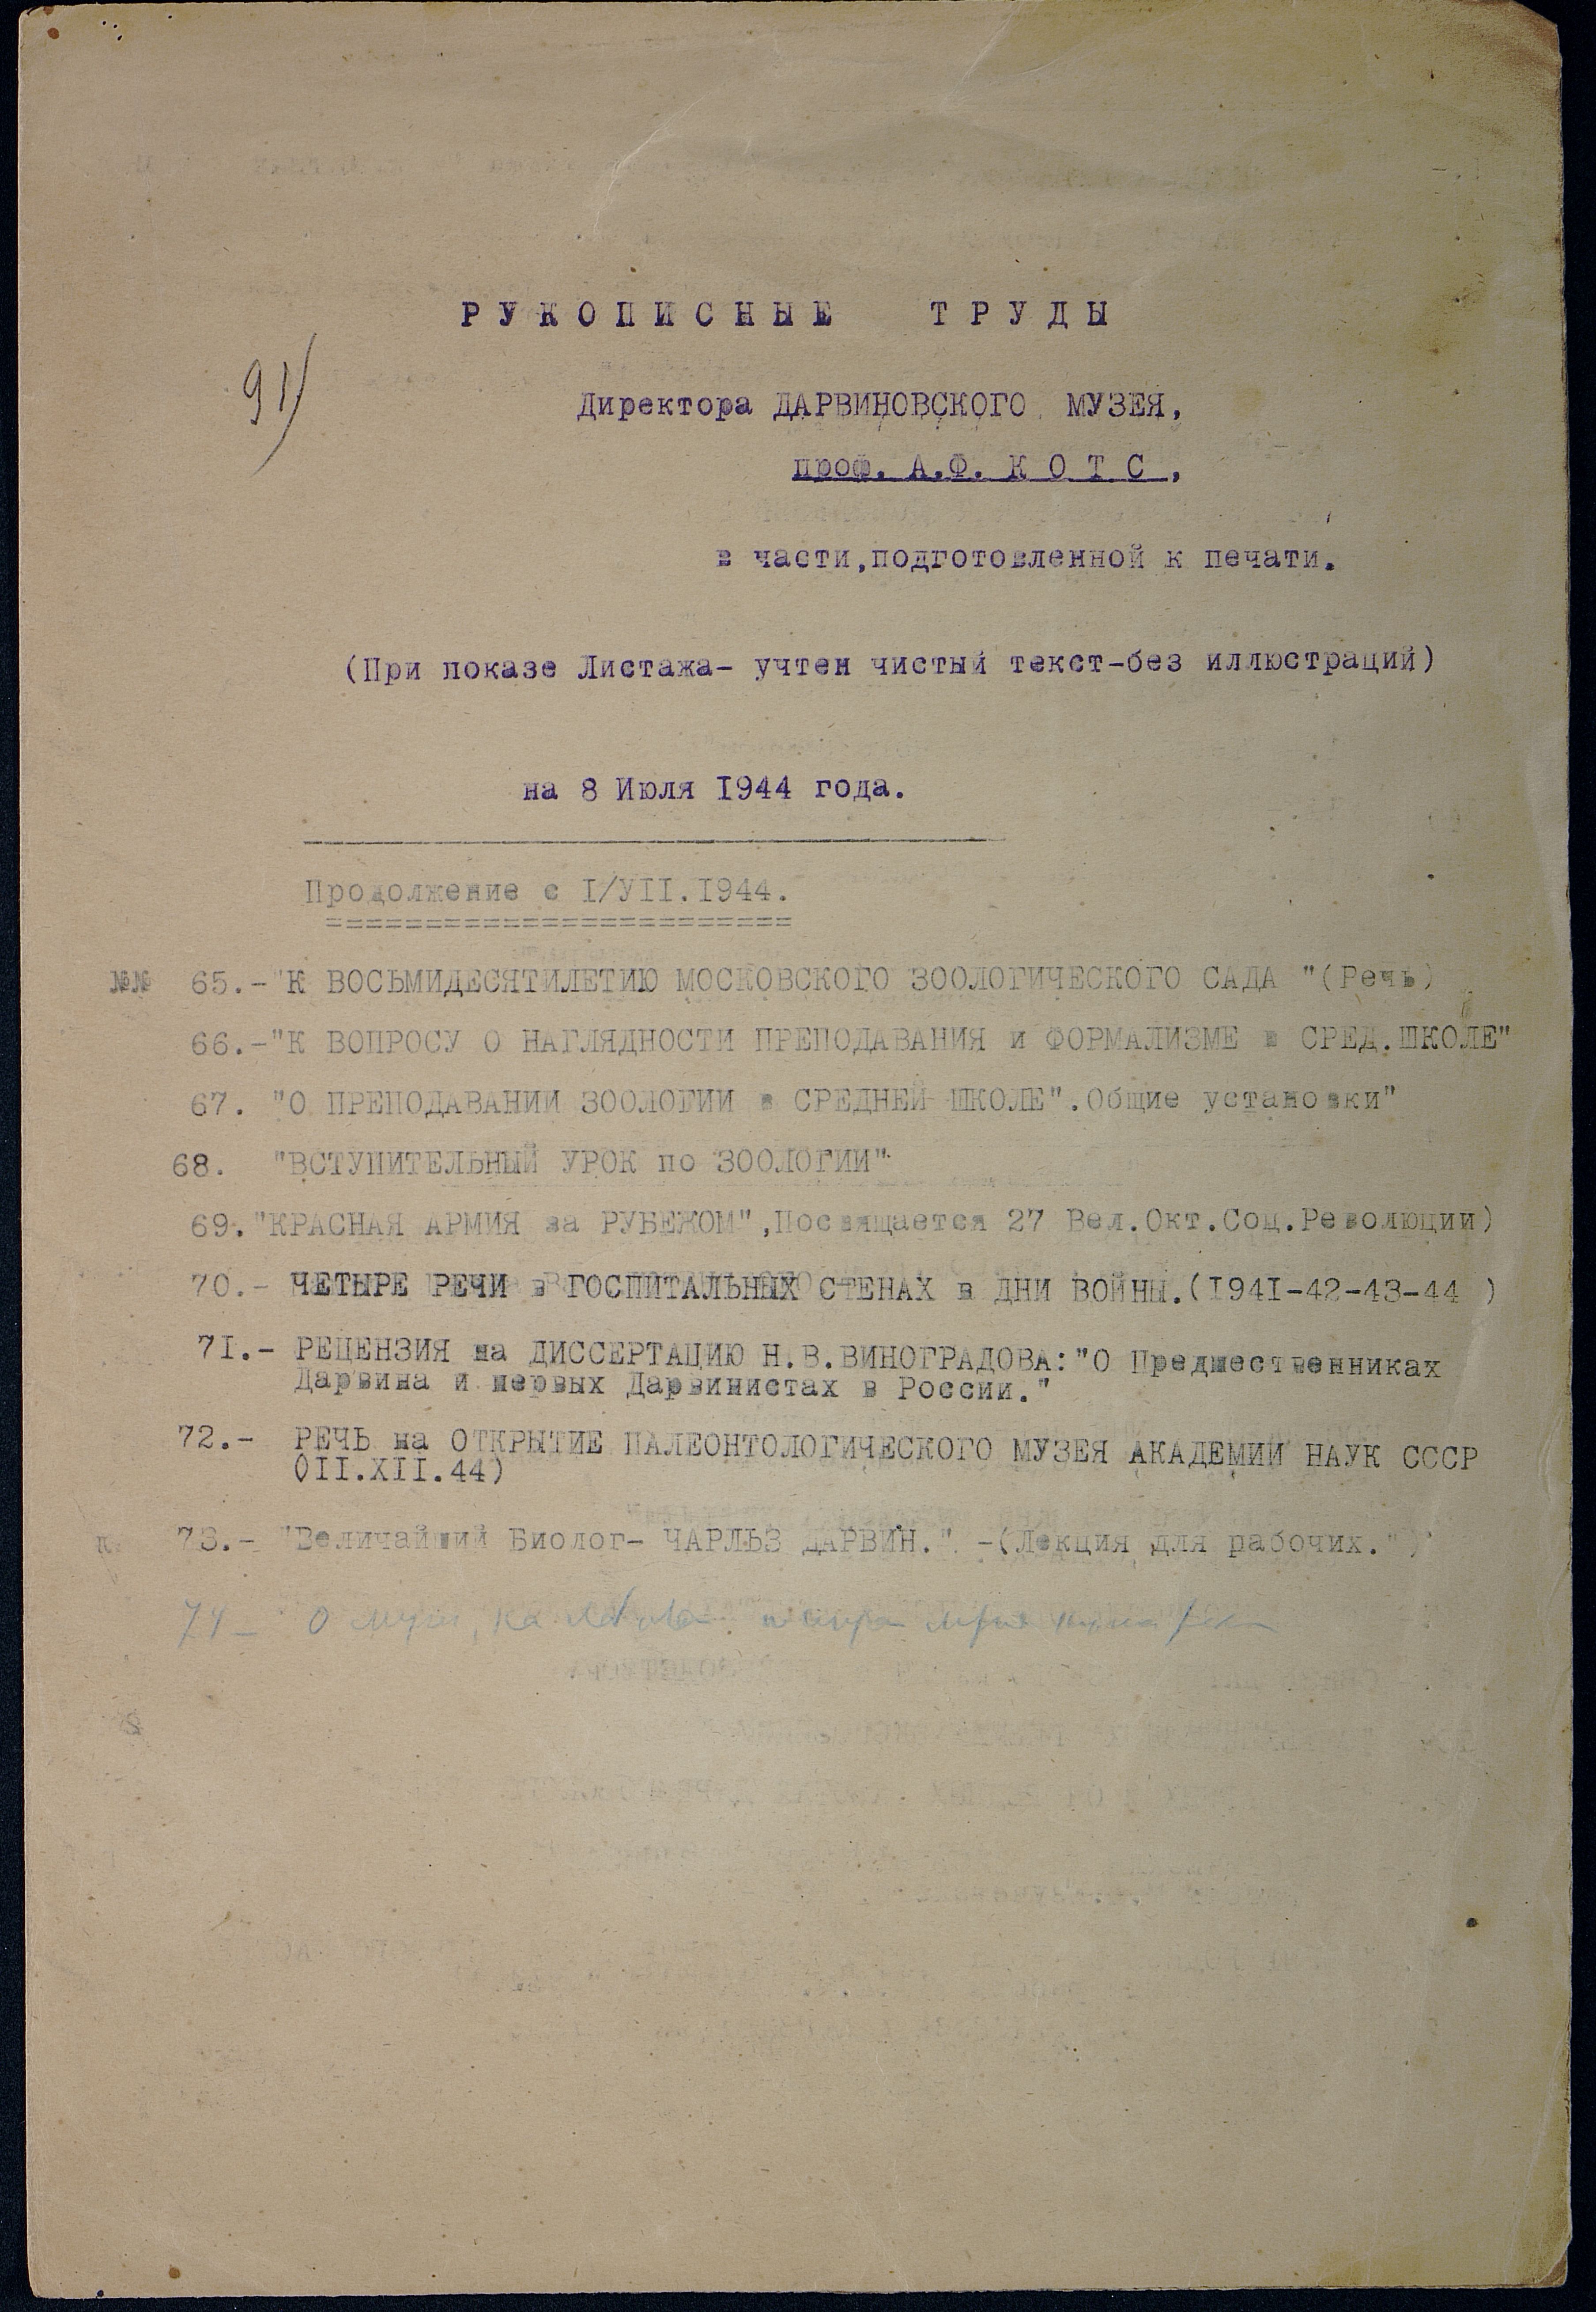 Р У К О П И С Н Ы Е Т Р У Д Ы
91)
Директора ДАРВИНОВСКОГО МУЗЕЯ,
проф. А.Ф. К О Т С ,
в части,подготовленной к печати.
(При показе Листажа- учтен чистый текст-без иллюстраций)
на 8 Июля I944 года.
Продолжение с I/УII.I944.
========================
№№ 65.-"К ВОСЬМИДЕСЯТИЛЕТИЮ МОСКОВСКОГО ЗООЛОГИЧЕСКОГО САДА "(Речь)
66.-"К ВОПРОСУ О НАГЛЯДНОСТИ ПРЕПОДАВАНИЯ и ФОРМАЛИЗМЕ в СРЕД.ШКОЛЕ"
67. "О ПРЕПОДАВАНИИ ЗООЛОГИИ в СРЕДНЕЙ ШКОЛЕ".Общие установки"
68. "ВСТУПИТЕЛЬНЫЙ УРОК по ЗООЛОГИИ"
69."КРАСНАЯ АРМИЯ за РУБЕЖОМ",Посвящается 27 Вел.Окт.Соц.Революции)
70.- ЧЕТЫРЕ РЕЧИ в ГОСПИТАЛЬНЫХ СТЕНАХ в ДНИ ВОЙНЫ.(I94I-42-43-44 )
7I.- РЕЦЕНЗИЯ на ДИССЕРТАЦИЮ Н.В.ВИНОГРАДОВА:"О Предшественниках
Дарвина и первых Дарвинистах в России."
72.- РЕЧЬ на ОТКРЫТИЕ ПАЛЕОНТОЛОГИЧЕСКОГО МУЗЕЯ АКАДЕМИИ НАУК СССР
(II.XII.44)
73.- "Величайший Биолог- ЧАРЛЬЗ ДАРВИН." -(Лекция для рабочих.")
74 - О